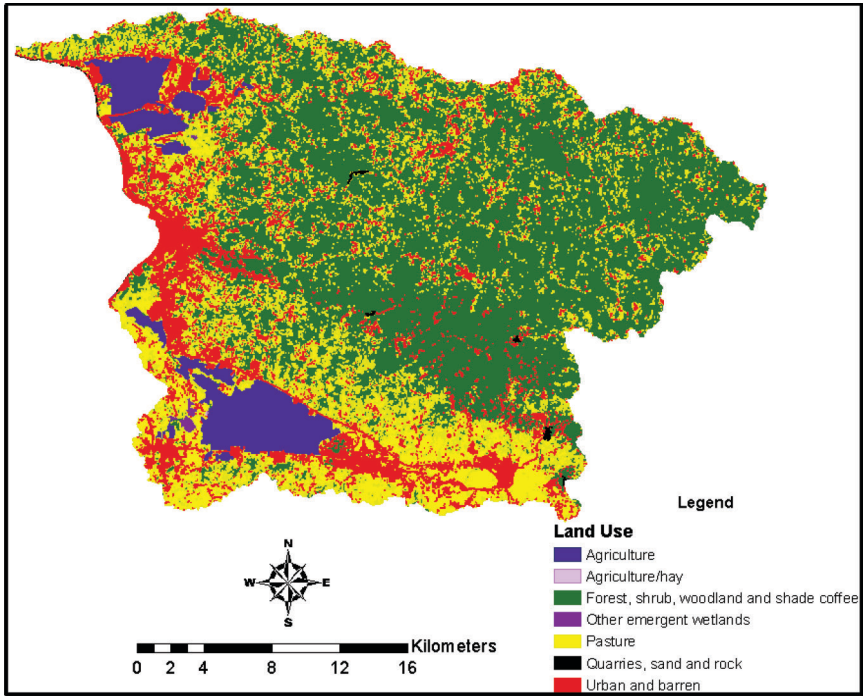 Legend
Land Use
Agriculture
Agriculture/hay
Forest, shrub, woodland and shade coffee
Other emergent wetlands
Pasture
Quarries, sand and rock
Urban and barren
N
W E
S
Kilometers
0 2 4 8 12 16